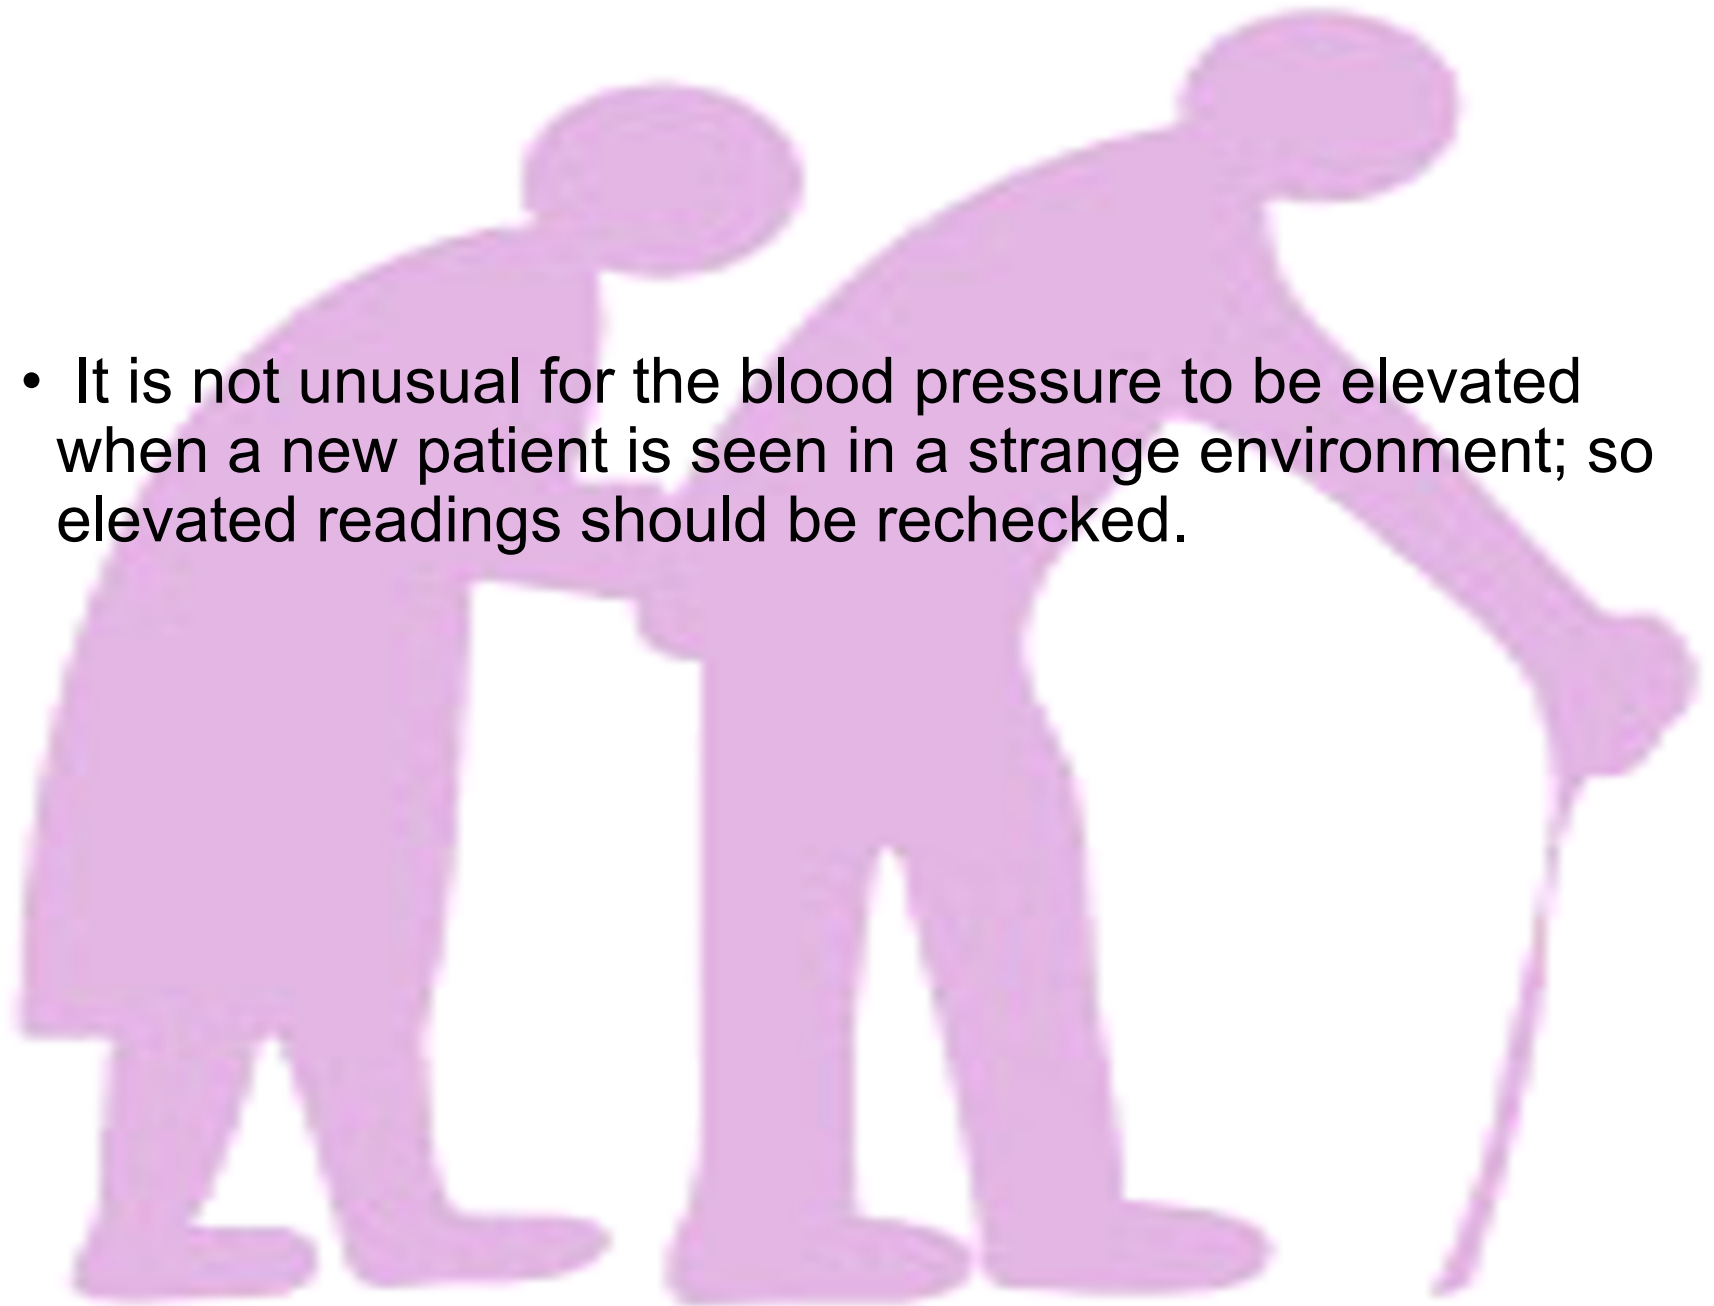 • It is not unusual for the blood pressure to be elevated
when a new patient is seen in a strange environment; so
elevated readings should be rechecked.